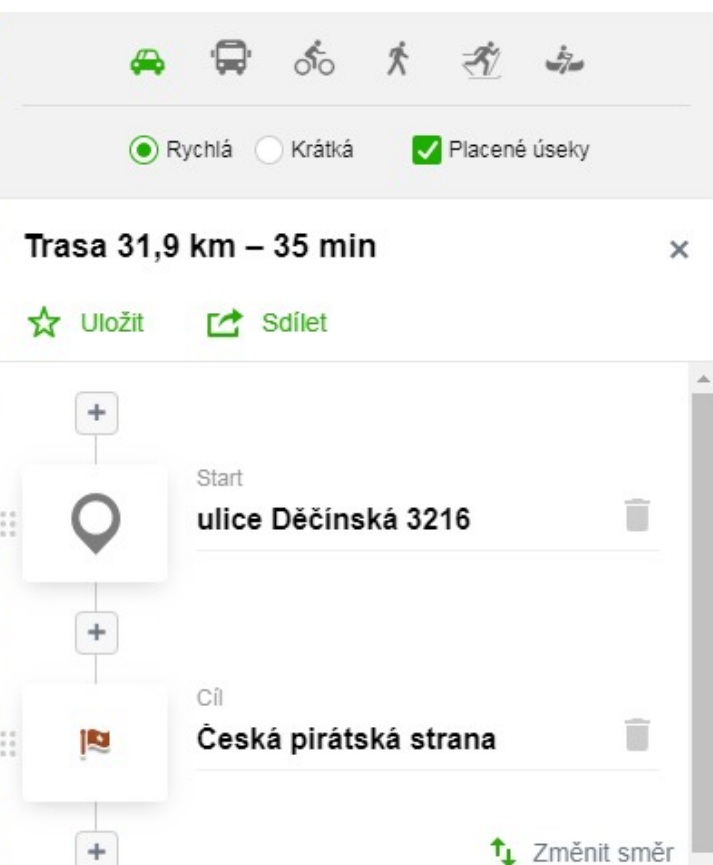 Rychlá Krátká Placené úseky
Trasa 31,9 km – 35 min
Uložit Sdílet
Start
ulice Děčínská 3216
Cíl
Česká pirátská strana
Změnit směr